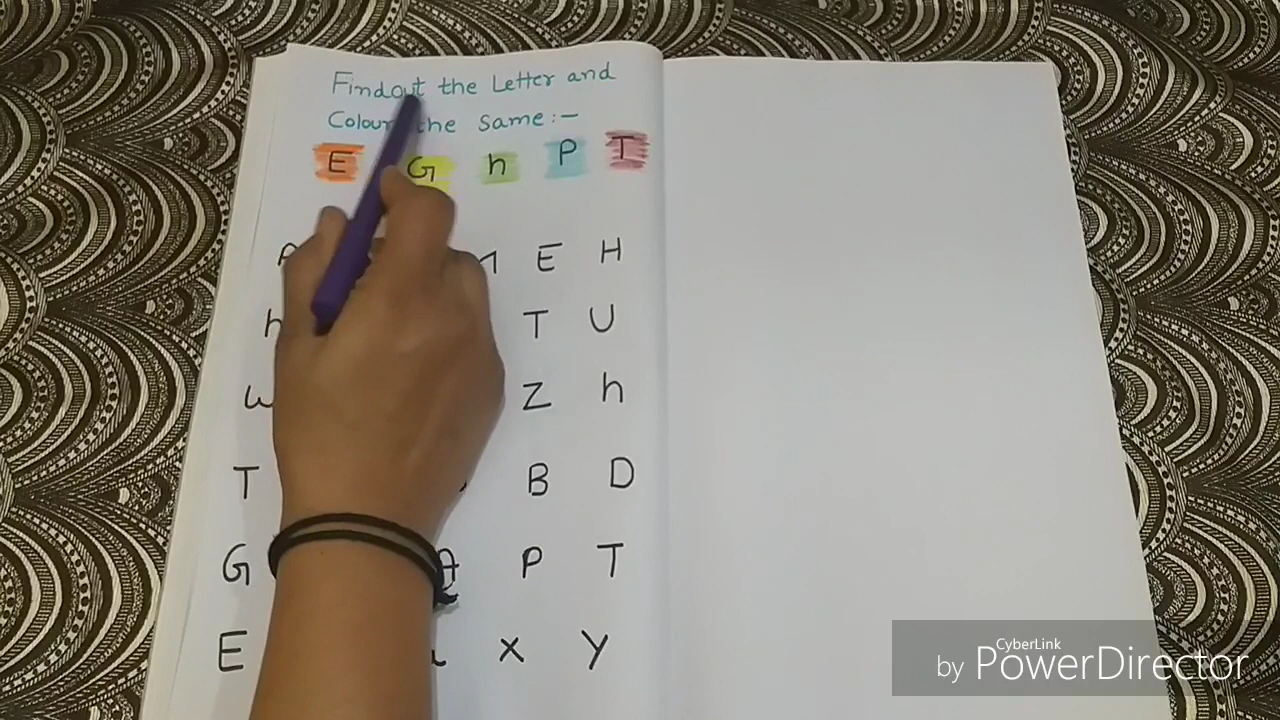 Findout the Letter and
Colour the same:-
E G h P T
E H
h T U
W Z h
T B D
G P T
E X Y
CyberLink
by PowerDirector